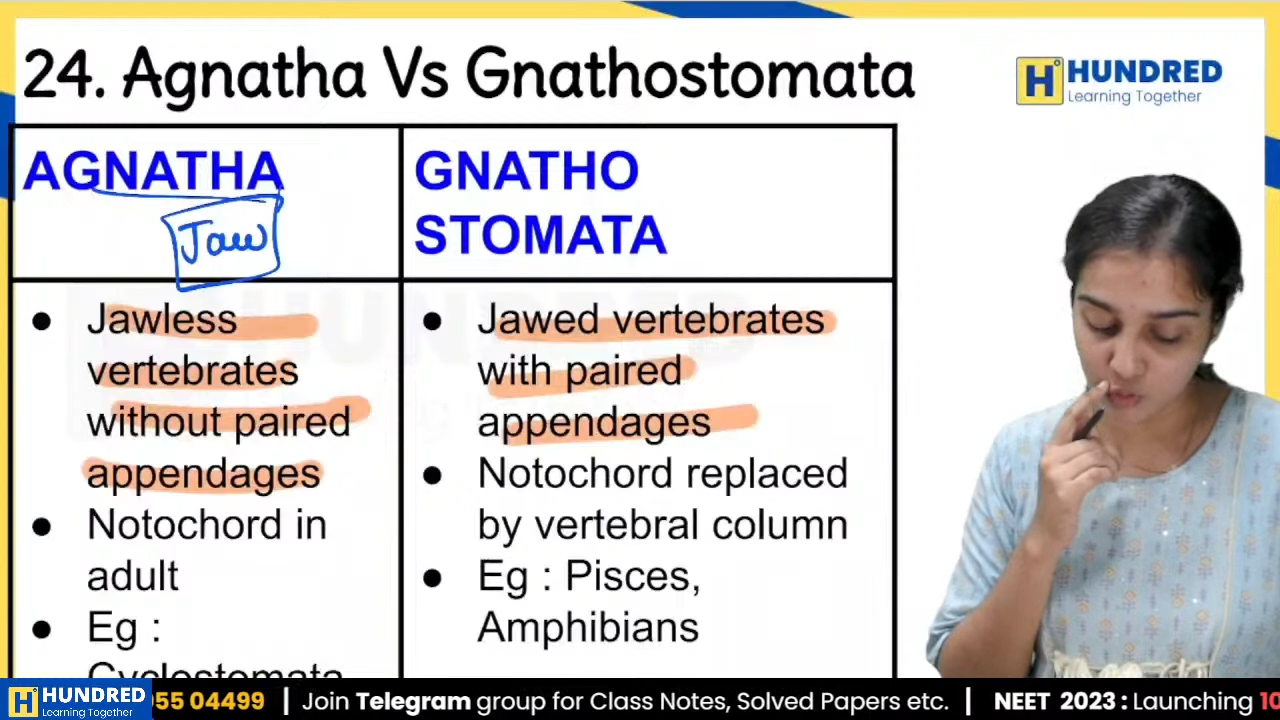 24. Agnatha Vs Gnathostomata
H° HUNDRED
Learning Together
AGNATHA
Jaw
GNATHO
STOMATA
● Jawless
vertebrates
without paired
appendages
● Notochord in
adult
● Eg :
Cyclostomata
● Jawed vertebrates
with paired
appendages
● Notochord replaced
by vertebral column
● Eg : Pisces,
Amphibians
H° HUNDRED
Learning Together
55 04499 | Join Telegram group for Class Notes, Solved Papers etc. | NEET 2023 : Launching 10